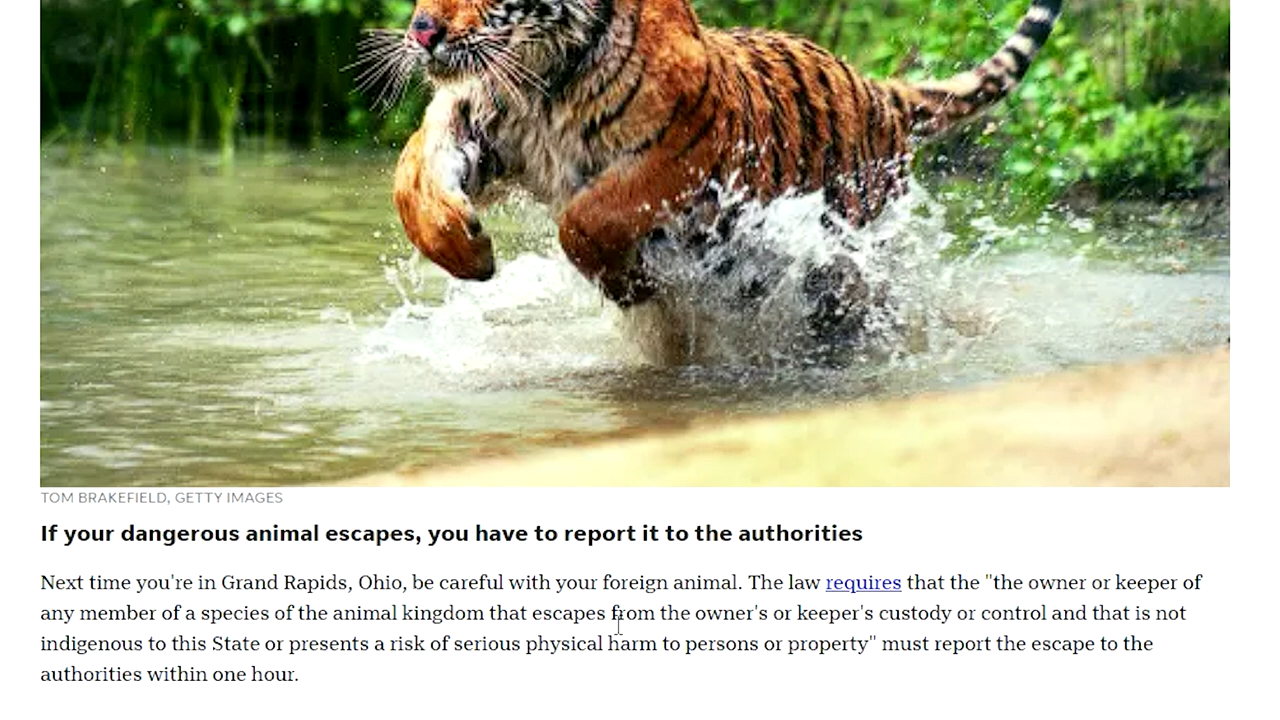 TOM BRAKEFIELD, GETTY IMAGES
If your dangerous animal escapes, you have to report it to the authorities
Next time you're in Grand Rapids, Ohio, be careful with your foreign animal. The law requires that the "the owner or keeper of
any member of a species of the animal kingdom that escapes from the owner's or keeper's custody or control and that is not
indigenous to this State or presents a risk of serious physical harm to persons or property" must report the escape to the
authorities within one hour.